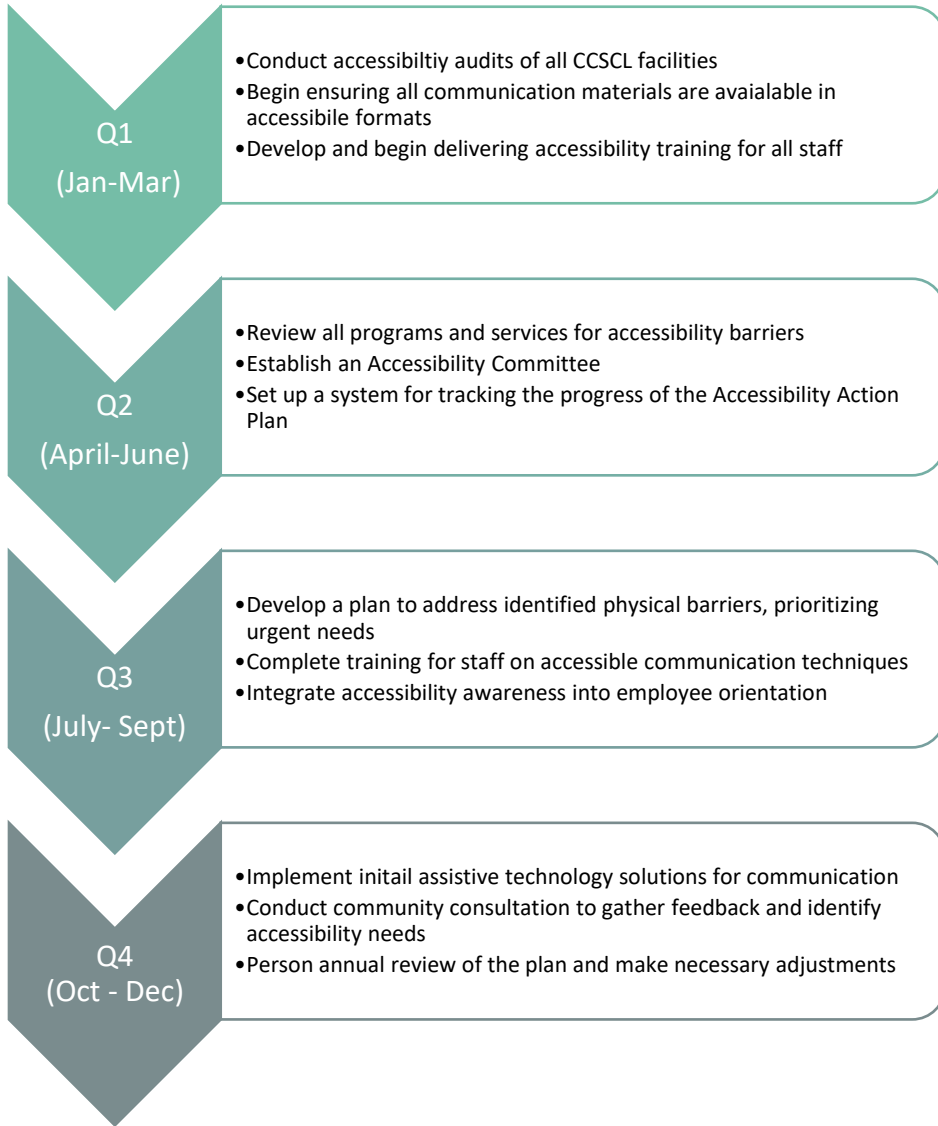 Q1
(Jan-Mar)
•Conduct accessibiltiy audits of all CCSCL facilities
•Begin ensuring all communication materials are avaialable in
accessibile formats
•Develop and begin delivering accessibility training for all staff
Q2
(April-June)
•Review all programs and services for accessibility barriers
•Establish an Accessibility Committee
•Set up a system for tracking the progress of the Accessibility Action
Plan
Q3
(July- Sept)
•Develop a plan to address identified physical barriers, prioritizing
urgent needs
•Complete training for staff on accessible communication techniques
•Integrate accessibility awareness into employee orientation
Q4
(Oct - Dec)
•Implement initail assistive technology solutions for communication
•Conduct community consultation to gather feedback and identify
accessibility needs
•Person annual review of the plan and make necessary adjustments